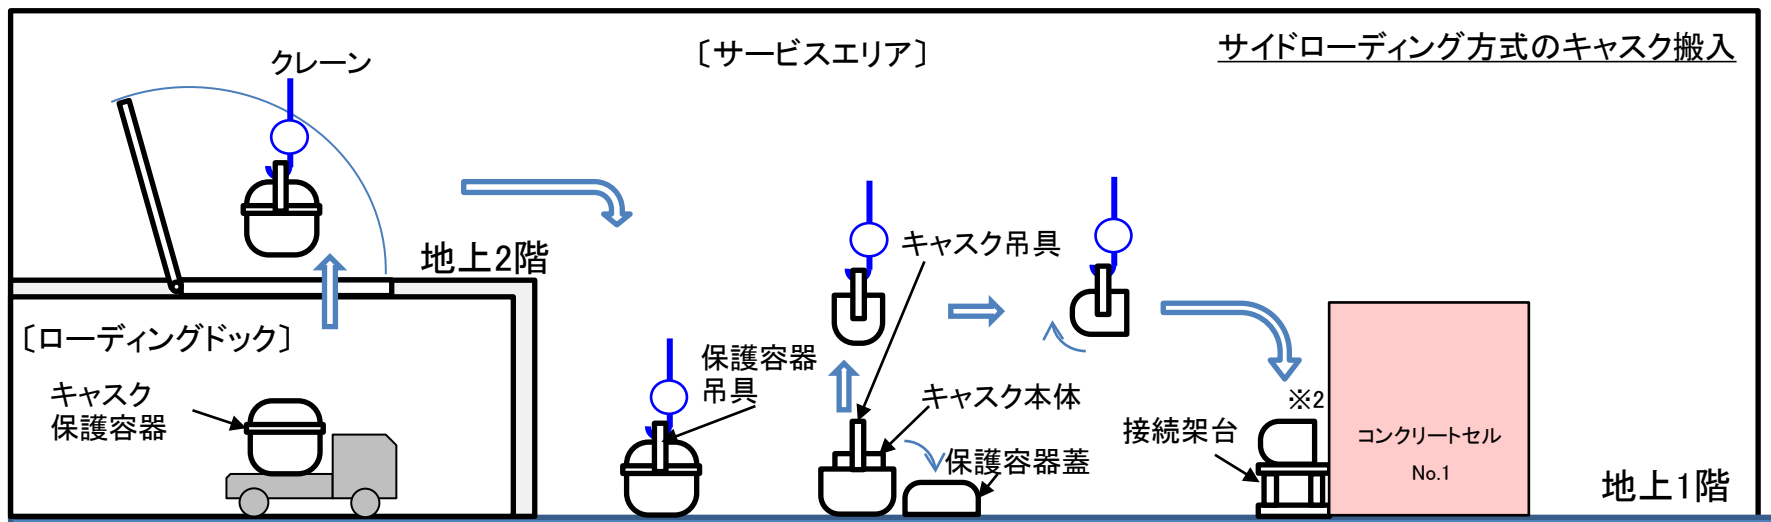 サイドローディング方式のキャスク搬入
〔サービスエリア〕
クレーン
地上2階
〔ローディングドック〕
キャスク
保護容器
保護容器
吊具
キャスク吊具
キャスク本体
保護容器蓋
※2
接続架台
コンクリートセル
No.1
地上1階